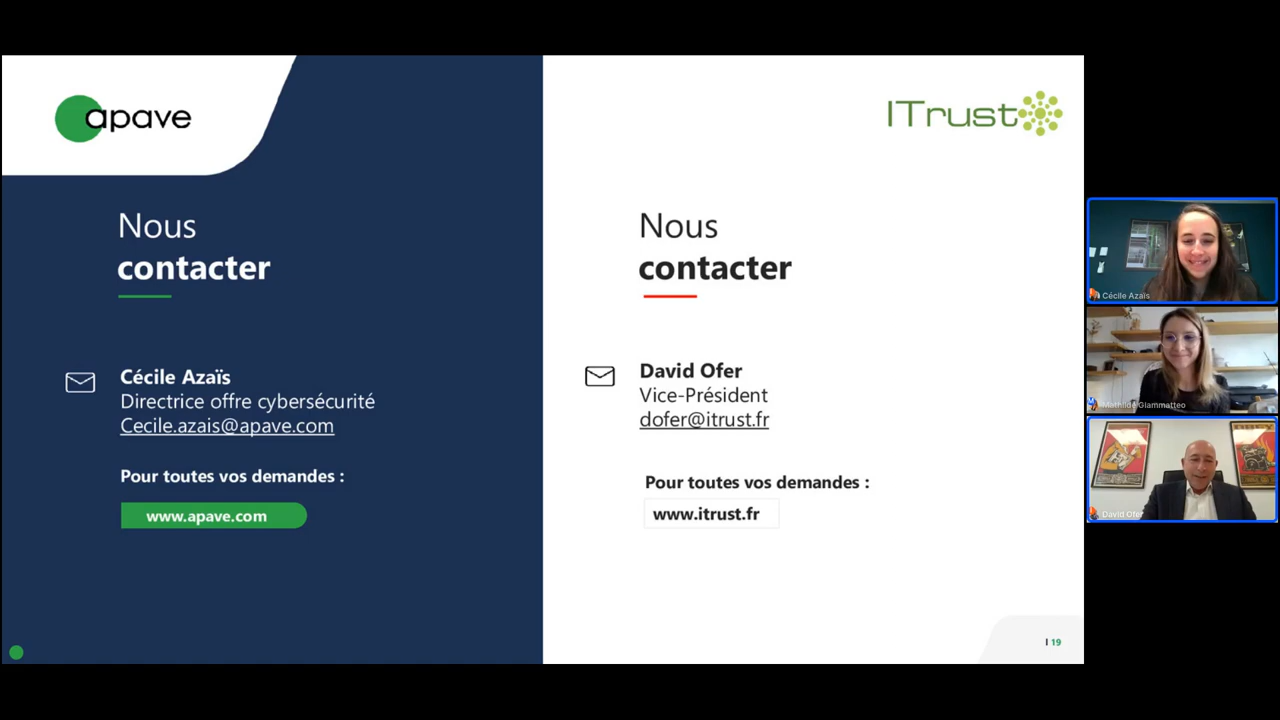 apave
Nous
contacter
Cécile Azaïs
Directrice offre cybersécurité
Cecile.azais@apave.com
Pour toutes vos demandes :
www.apave.com
ITrust
Nous
contacter
David Ofer
Vice-Président
dofer@itrust.fr
Pour toutes vos demandes :
www.itrust.fr
I 19
Cécile Azaïs
Mathilde Giammatteo
David Ofer